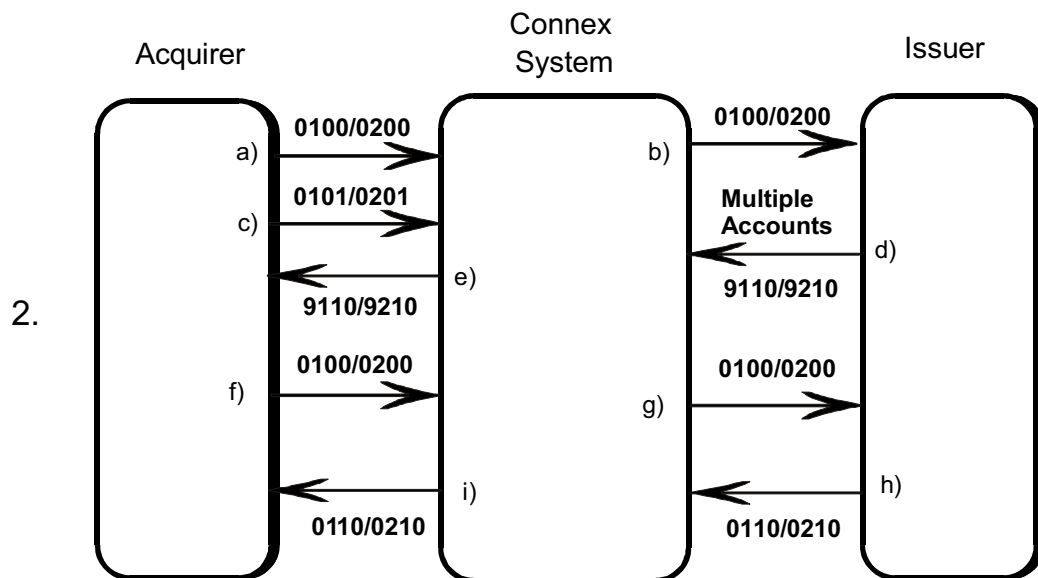 Acquirer
Connex
System
Issuer
0100/0200
a)
0100/0200
b)
0101/0201
c)
Multiple
Accounts
d)
e)
9110/9210
9110/9210
2.
0100/0200
f)
0100/0200
g)
i)
0110/0210
h)
0110/0210